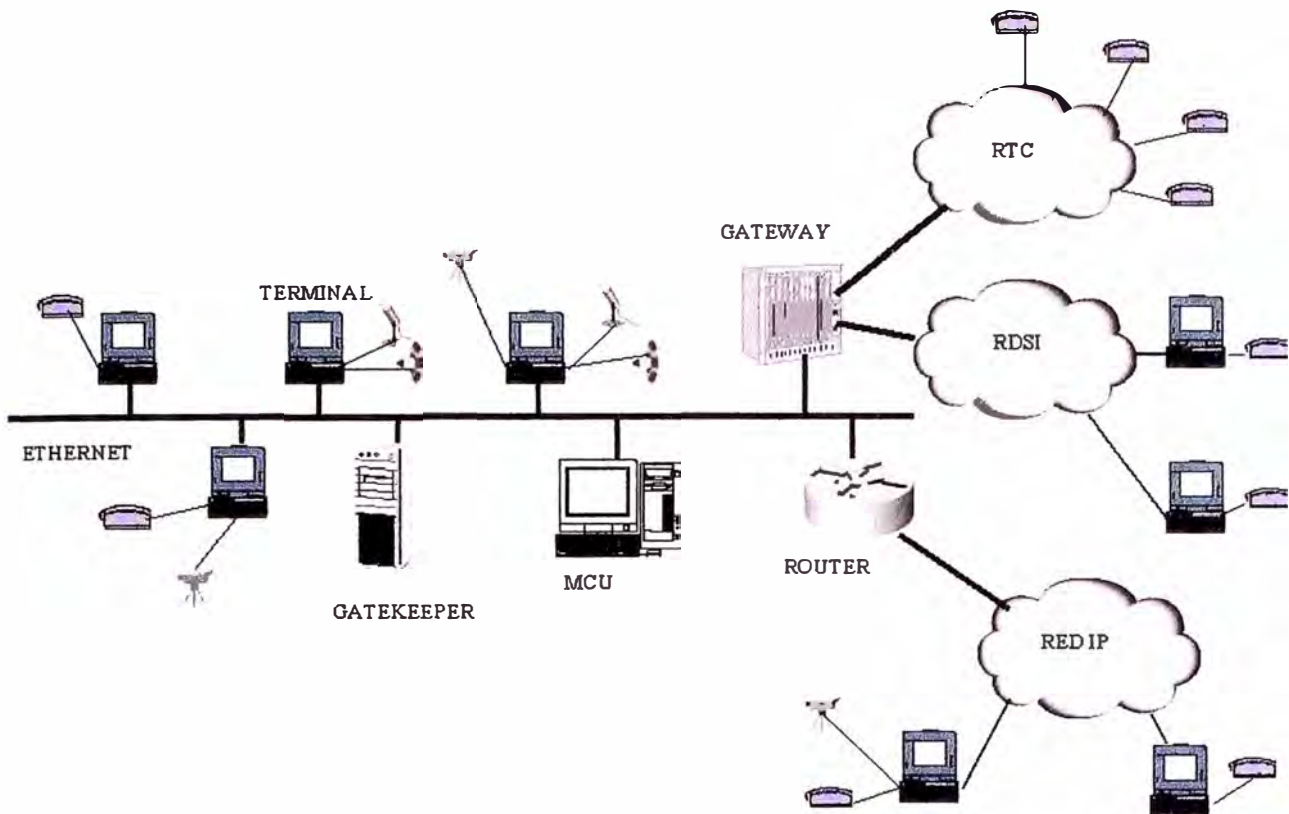 RTC
GATEWAY
TERMINAL
RDSI
ETHERNET
ROUTER
MCU
GATEKEEPER
RED IP